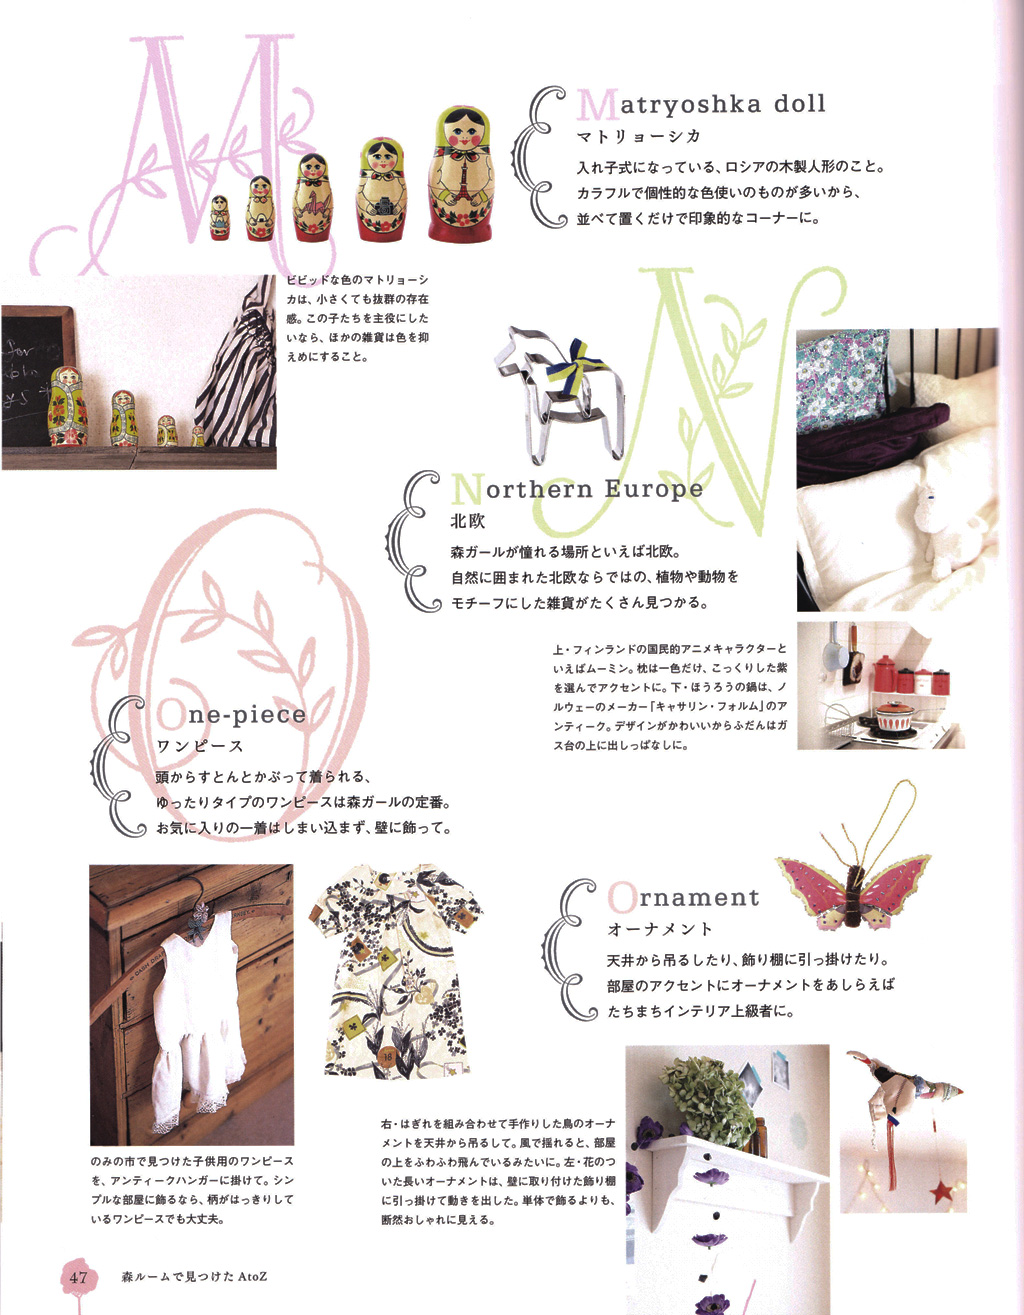 Matryoshka doll
マトリョーシカ
入れ子式になっている、ロシアの木製人形のこと。
カラフルで個性的な色使いのものが多いから、
並べて置くだけで印象的なコーナーに。
ビビッドな色のマトリョーシ
カは、小さくても抜群の存在
感。この子たちを主役にした
いなら、ほかの雑貨は色を抑
えめにすること。
N
Northern Europe
北欧
森ガールが憧れる場所といえば北欧。
自然に囲まれた北欧ならではの、植物や動物を
モチーフにした雑貨がたくさん見つかる。
上・フィンランドの国民的アニメキャラクターと
いえばムーミン。枕は一色だけ、こっくりした紫
を選んでアクセントに。下・ほうろうの鍋は、ノ
ルウェーのメーカー「キャサリン・フォルム」のア
ンティーク。デザインがかわいいからふだんはガ
ス台の上に出しっぱなしに。
O
One-piece
ワンピース
頭からすとんとかぶって着られる、
ゆったりタイプのワンピースは森ガールの定番。
お気に入りの一着はしまい込まず、壁に飾って。
のみの市で見つけた子供用のワンピース
を、アンティークハンガーに掛けて。シン
プルな部屋に飾るなら、柄がはっきりして
いるワンピースでも大丈夫。
Ornament
オーナメント
天井から吊るしたり、飾り棚に引っ掛けたり。
部屋のアクセントにオーナメントをあしらえば
たちまちインテリア上級者に。
右・はぎれを組み合わせて手作りした鳥のオーナ
メントを天井から吊るして。風で揺れると、部屋
の上をふわふわ飛んでいるみたいに。左・花のつ
いた長いオーナメントは、壁に取り付けた飾り棚
に引っ掛けて動きを出した。単体で飾るよりも、
断然おしゃれに見える。
47 森ルームで見つけた AtoZ
M
for
18